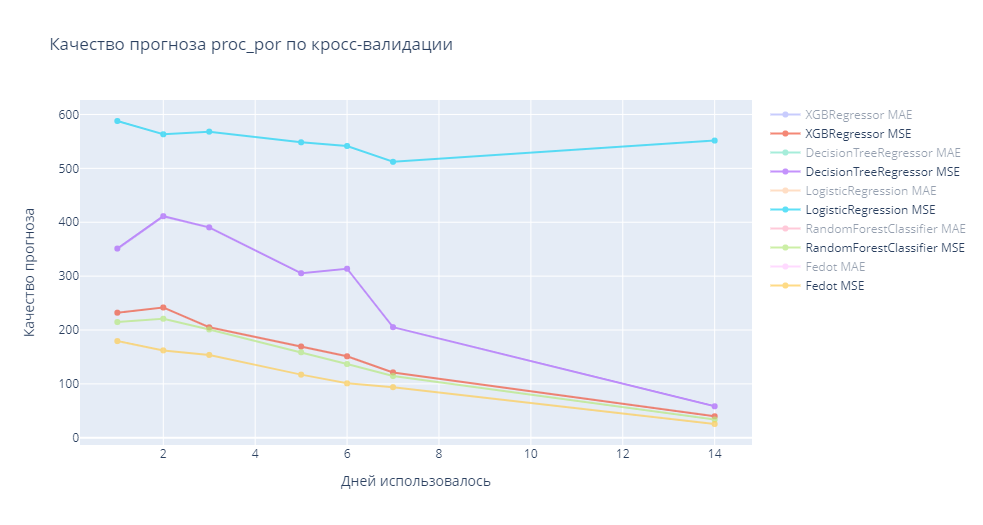 Качество прогноза proc_por по кросс-валидации
600
500
400
300
200
100
0
Качество прогноза
2
4
6
8
10
12
14
Дней использовалось
XGBRegressor MAE
XGBRegressor MSE
DecisionTreeRegressor MAE
DecisionTreeRegressor MSE
LogisticRegression MAE
LogisticRegression MSE
RandomForestClassifier MAE
RandomForestClassifier MSE
Fedot MAE
Fedot MSE